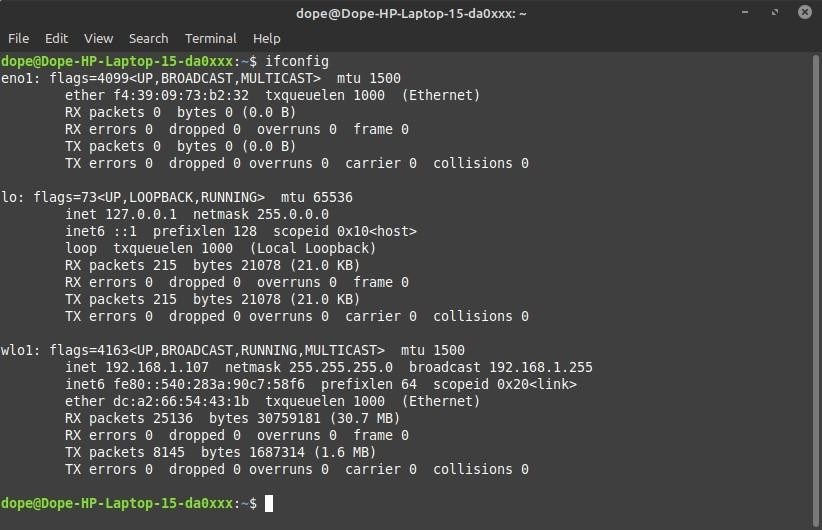 dope@Dope-HP-Laptop-15-da0xxx: ~
File Edit View Search Terminal Help
dope@Dope-HP-Laptop-15-da0xxx:~$ ifconfig
eno1: flags=4099<UP,BROADCAST,MULTICAST>  mtu 1500
        ether f4:39:09:73:b2:32  txqueuelen 1000  (Ethernet)
        RX packets 0  bytes 0 (0.0 B)
        RX errors 0  dropped 0  overruns 0  frame 0
        TX packets 0  bytes 0 (0.0 B)
        TX errors 0  dropped 0 overruns 0  carrier 0  collisions 0

lo: flags=73<UP,LOOPBACK,RUNNING>  mtu 65536
        inet 127.0.0.1  netmask 255.0.0.0
        inet6 ::1  prefixlen 128  scopeid 0x10<host>
        loop  txqueuelen 1000  (Local Loopback)
        RX packets 215  bytes 21078 (21.0 KB)
        RX errors 0  dropped 0  overruns 0  frame 0
        TX packets 215  bytes 21078 (21.0 KB)
        TX errors 0  dropped 0 overruns 0  carrier 0  collisions 0

wlo1: flags=4163<UP,BROADCAST,RUNNING,MULTICAST>  mtu 1500
        inet 192.168.1.107  netmask 255.255.255.0  broadcast 192.168.1.255
        inet6 fe80::540:283a:90c7:58f6  prefixlen 64  scopeid 0x20<link>
        ether dc:a2:66:54:43:1b  txqueuelen 1000  (Ethernet)
        RX packets 25136  bytes 30759181 (30.7 MB)
        RX errors 0  dropped 0  overruns 0  frame 0
        TX packets 8145  bytes 1687314 (1.6 MB)
        TX errors 0  dropped 0 overruns 0  carrier 0  collisions 0

dope@Dope-HP-Laptop-15-da0xxx:~$